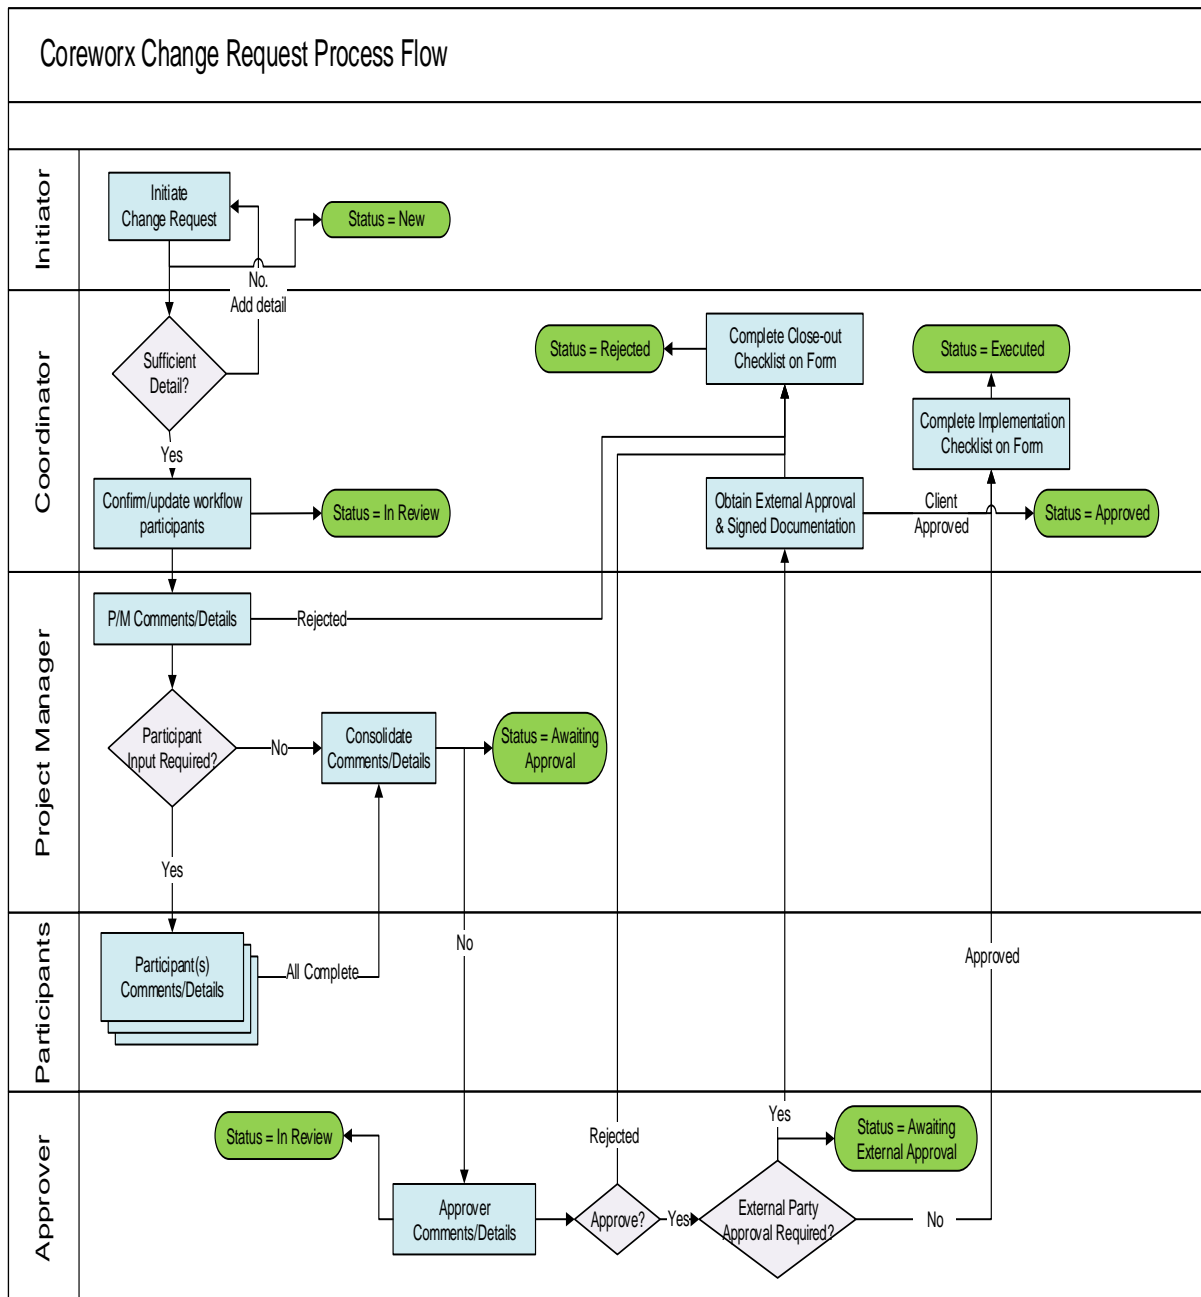 Coreworx Change Request Process Flow
Initiator
Initiate
Change Request
Status = New
No.
Add detail
Coordinator
Sufficient
Detail?
Yes
Confirm/update workflow
participants
Status = In Review
Status = Rejected
Complete Close-out
Checklist on Form
Status = Executed
Complete Implementation
Checklist on Form
Obtain External Approval
& Signed Documentation
Client
Approved
Status = Approved
Project Manager
P/M Comments/Details
Rejected
Participant
Input Required?
No
Consolidate
Comments/Details
Status = Awaiting
Approval
Yes
Participants
Participant(s)
Comments/Details
All Complete
No
Approved
Approver
Status = In Review
Approver
Comments/Details
Rejected
Approve?
Yes
Yes
External Party
Approval Required?
Status = Awaiting
External Approval
No